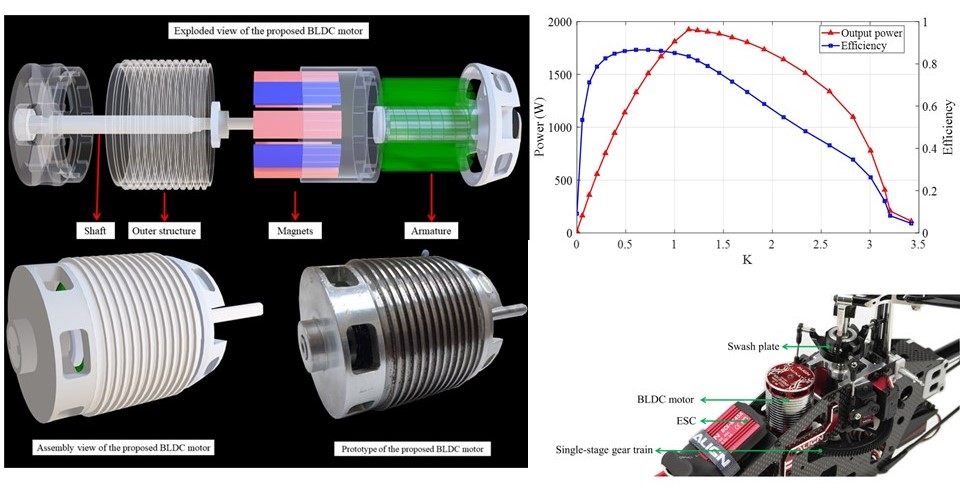 Exploded view of the proposed BLDC motor
Shaft
Outer structure
Magnets
Armature
Assembly view of the proposed BLDC motor
Prototype of the proposed BLDC motor
2000
1500
1000
500
0
Power (W)
1
0.8
0.6
0.4
0.2
0
Efficiency
Output power
Efficiency
0 0.5 1 1.5 2 2.5 3 3.5
K
Swash plate
BLDC motor
ESC
Single-stage gear train
ALIGN
ALIGN